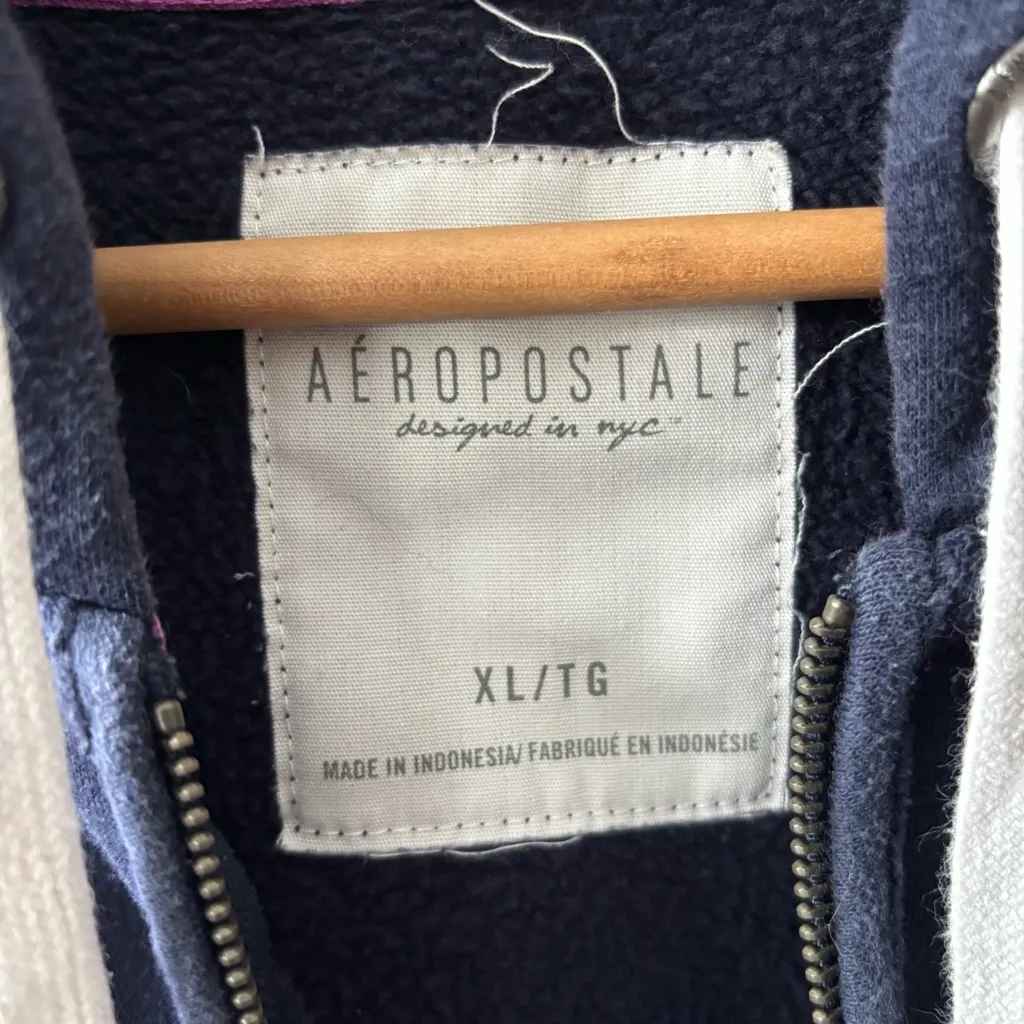 AÉROPOSTALE
designed in nyc™
XL/TG
MADE IN INDONESIA/ FABRIQUÉ EN INDONÉSIE